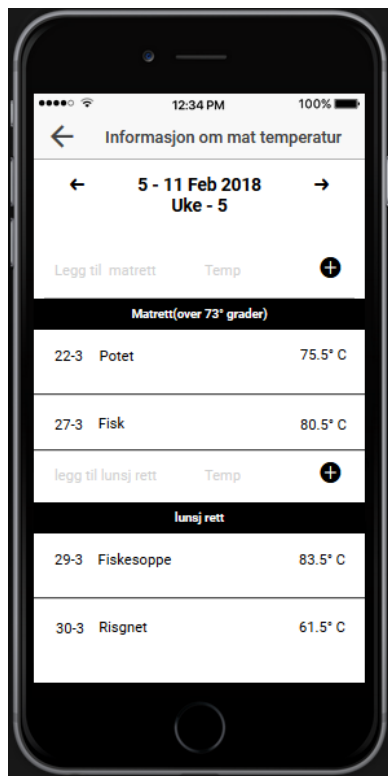 12:34 PM 100%
Informasjon om mat temperatur
5 - 11 Feb 2018
Uke - 5
Legg til matrett Temp
Matrett(over 73° grader)
22-3 Potet 75.5° C
27-3 Fisk 80.5° C
legg til lunsj rett Temp
lunsj rett
29-3 Fiskesoppe 83.5° C
30-3 Risgnet 61.5° C